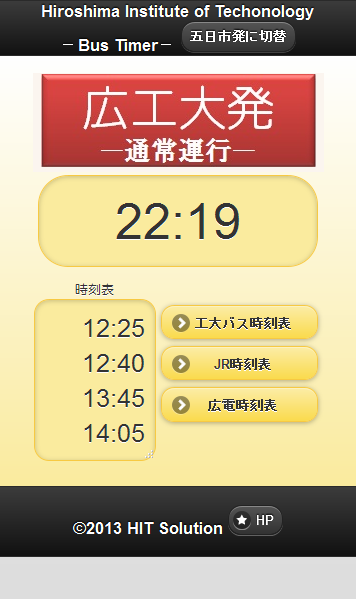 Hiroshima Institute of Techonology
－ Bus Timer－ 五日市発に切替
広工大発
―通常運行―
22:19
時刻表
12:25
12:40
13:45
14:05
工大バス時刻表
JR時刻表
広電時刻表
©2013 HIT Solution HP